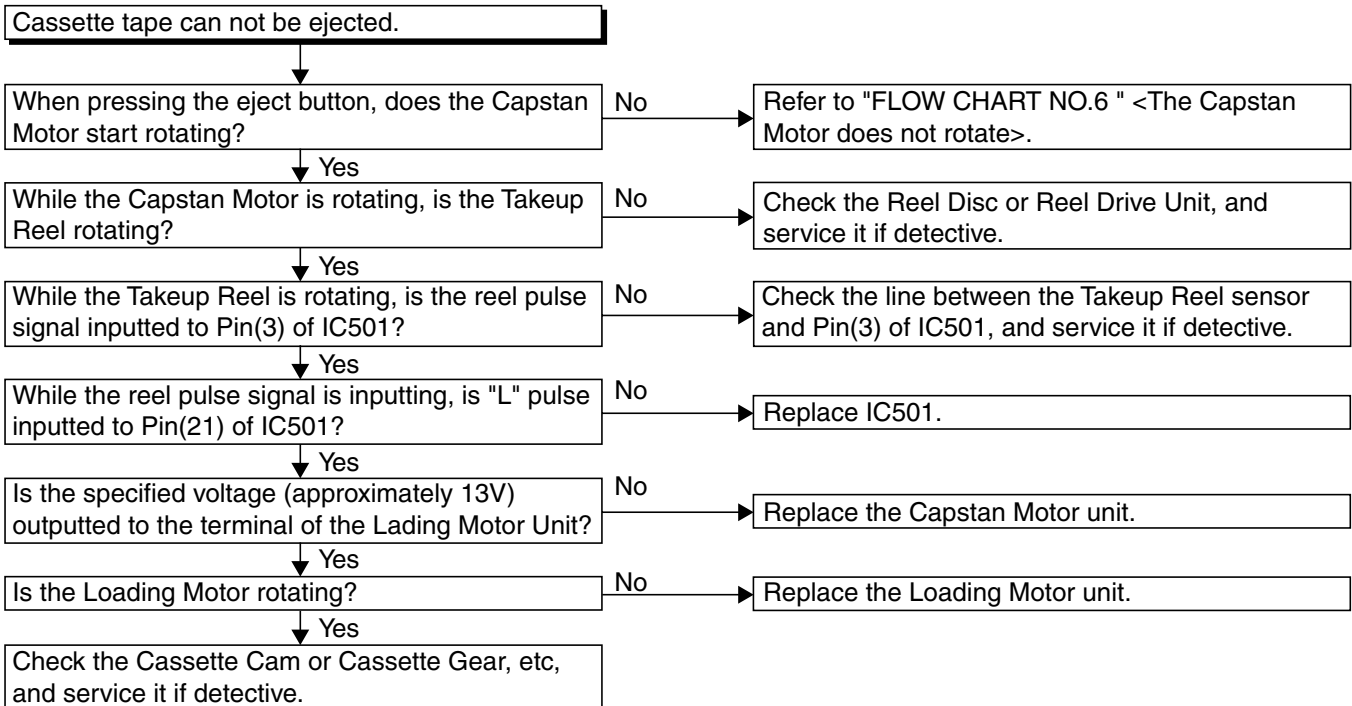 Cassette tape can not be ejected.
When pressing the eject button, does the Capstan
Motor start rotating?
No
Refer to "FLOW CHART NO.6 " <The Capstan
Motor does not rotate>.
Yes
While the Capstan Motor is rotating, is the Takeup
Reel rotating?
No
Check the Reel Disc or Reel Drive Unit, and
service it if detective.
Yes
While the Takeup Reel is rotating, is the reel pulse
signal inputted to Pin(3) of IC501?
No
Check the line between the Takeup Reel sensor
and Pin(3) of IC501, and service it if detective.
Yes
While the reel pulse signal is inputting, is "L" pulse
inputted to Pin(21) of IC501?
No
Replace IC501.
Yes
Is the specified voltage (approximately 13V)
outputted to the terminal of the Lading Motor Unit?
No
Replace the Capstan Motor unit.
Yes
Is the Loading Motor rotating?
No
Replace the Loading Motor unit.
Yes
Check the Cassette Cam or Cassette Gear, etc,
and service it if detective.